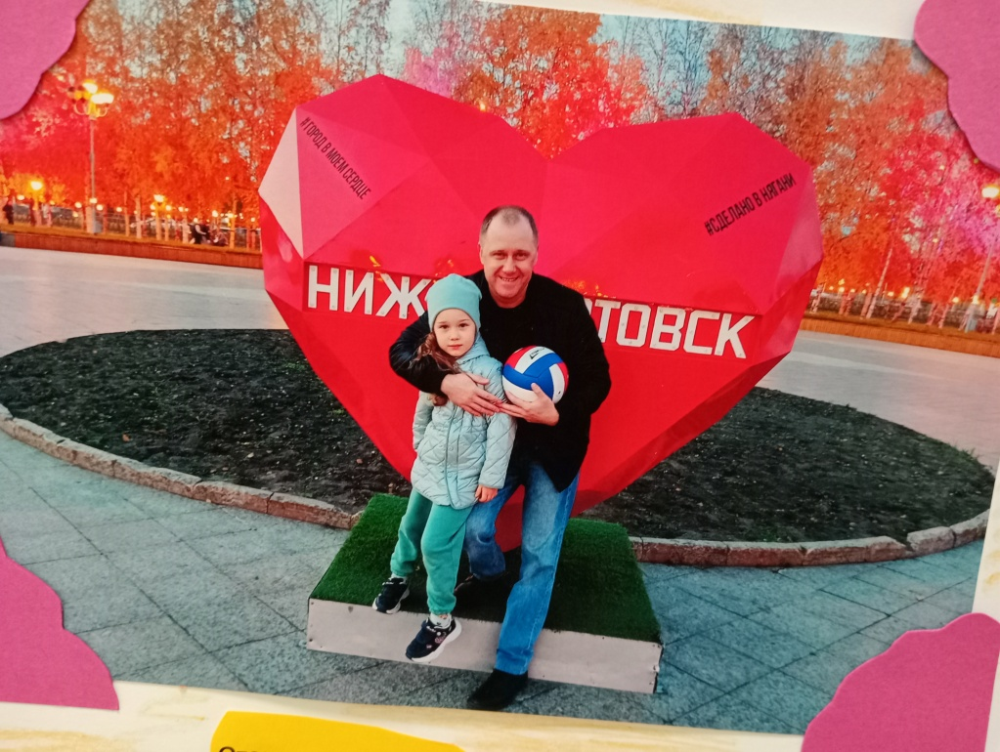 #ГОРОД В МОЕМ СЕРДЦЕ
#СДЕЛАНО В НЯГАНИ
НИЖ ТОВСК